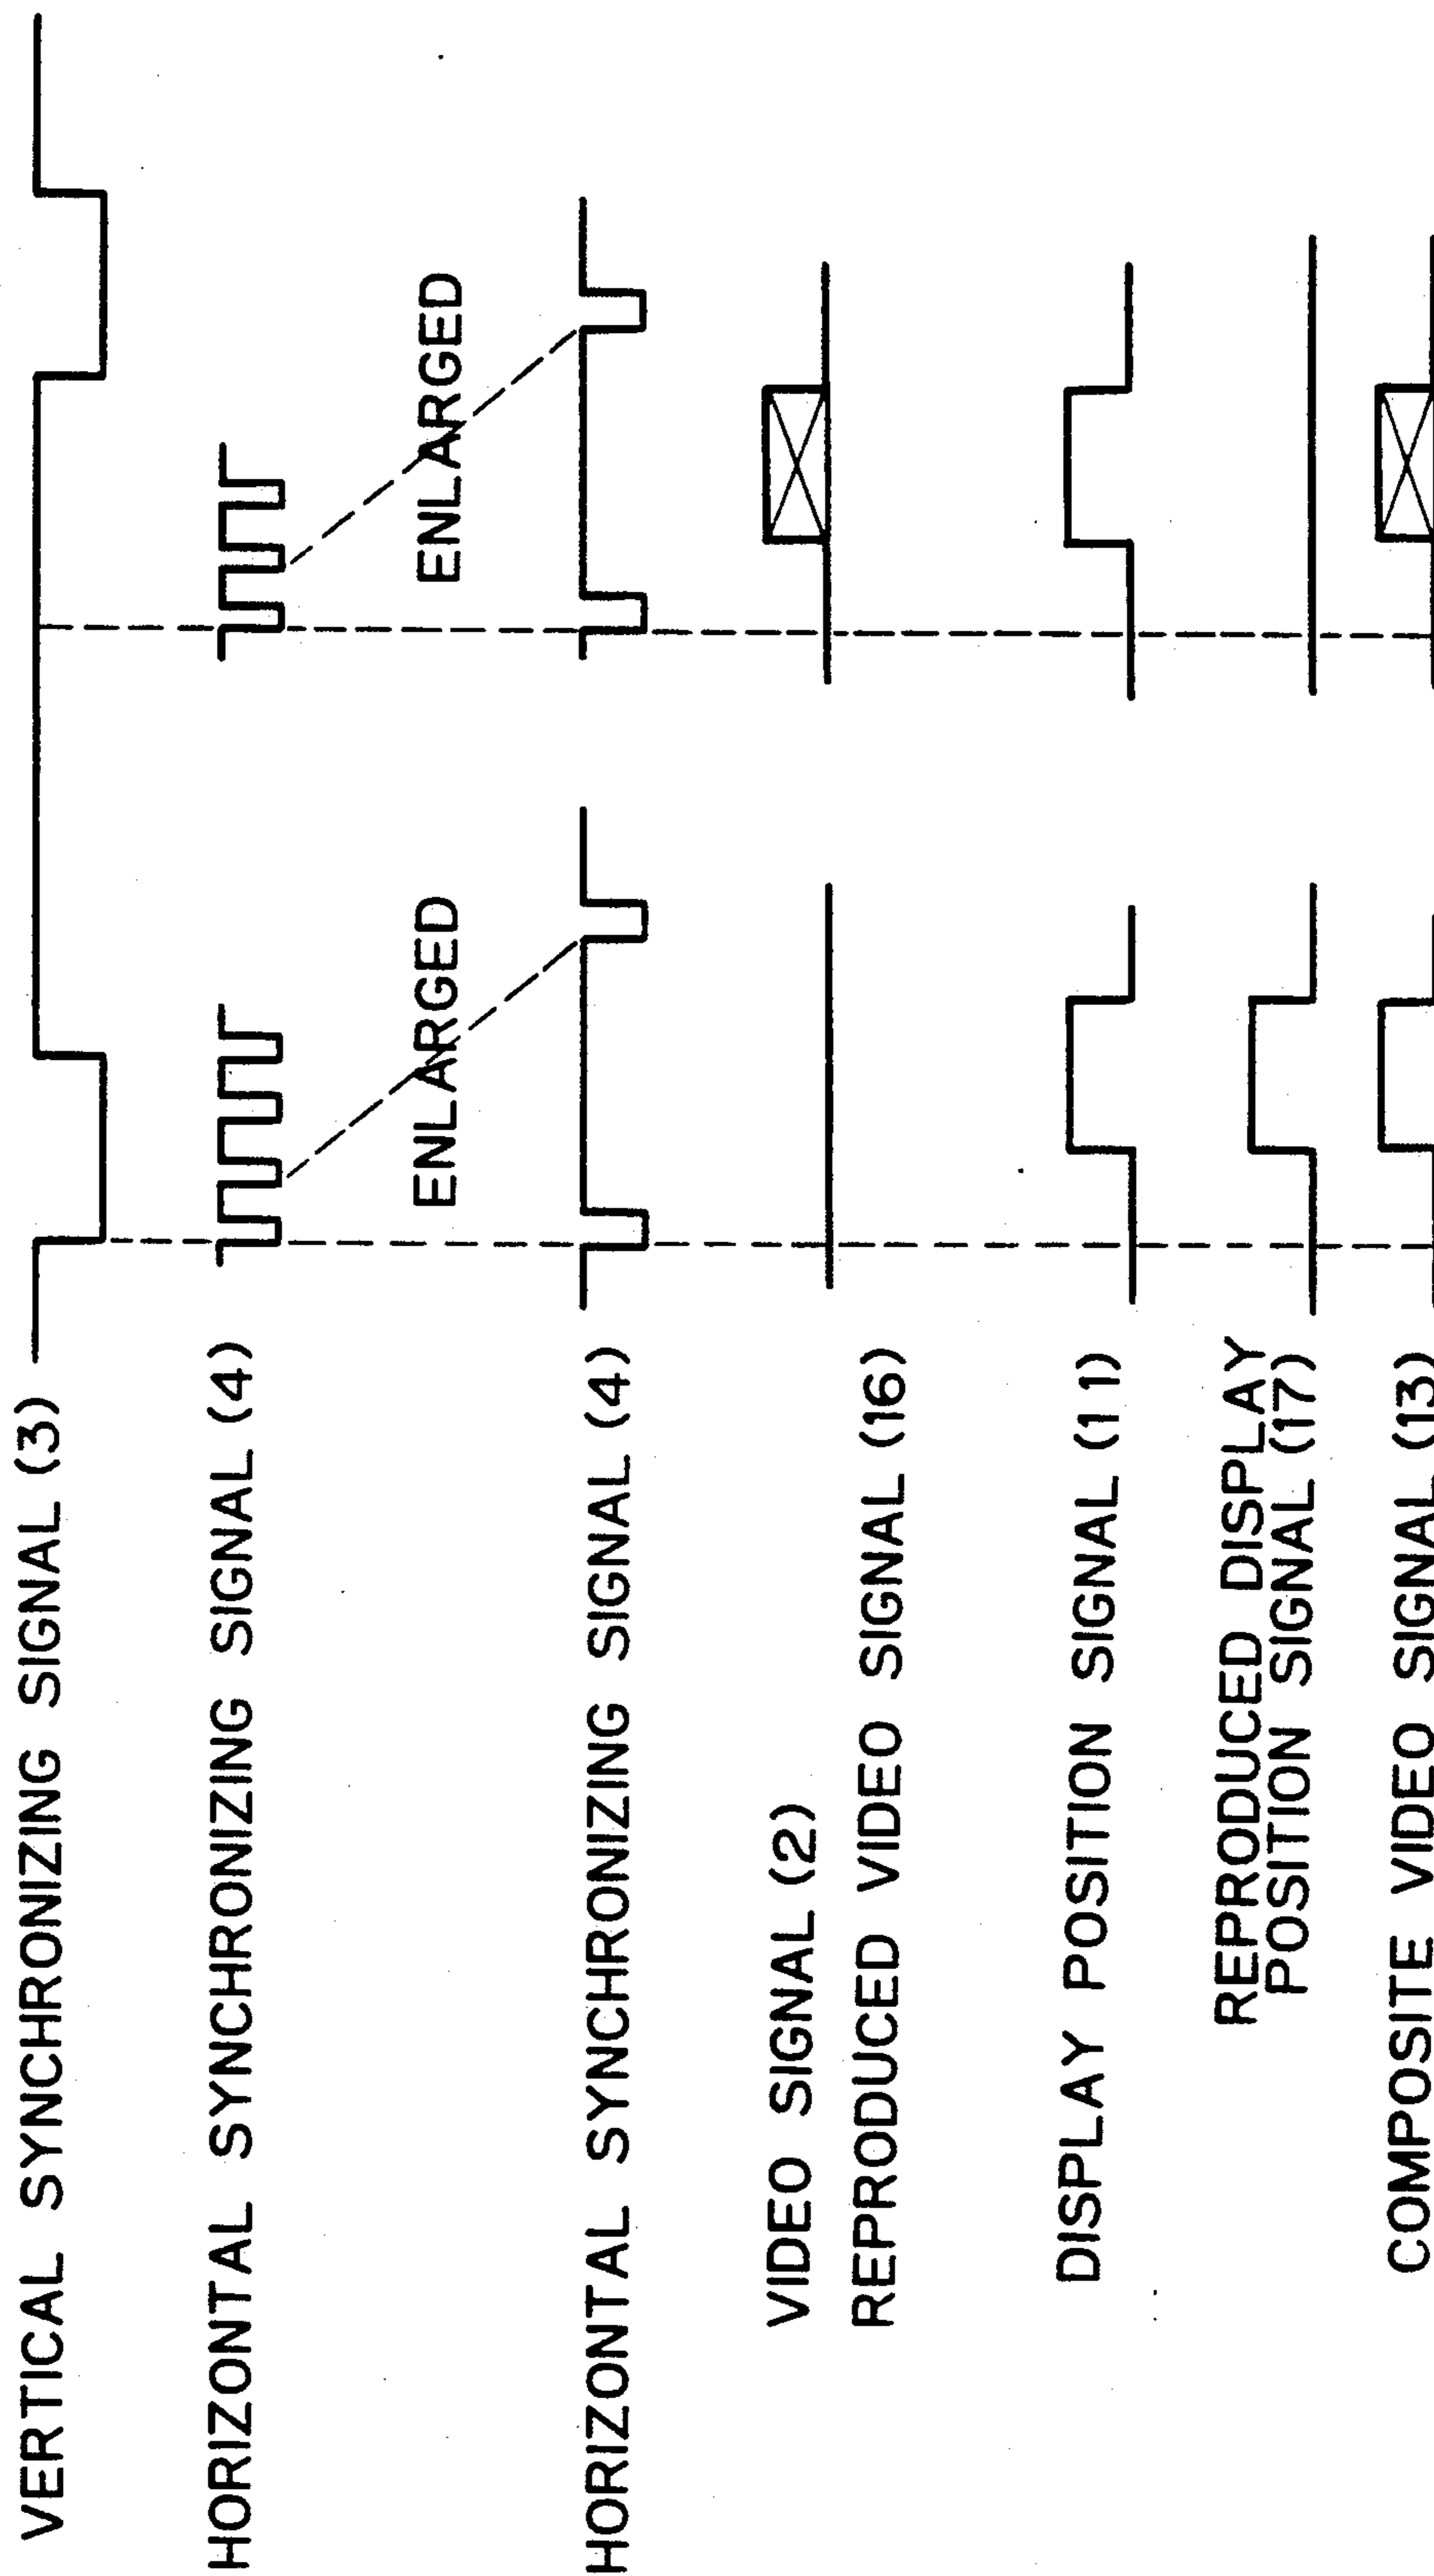 VERTICAL SYNCHRONIZING SIGNAL (3)
HORIZONTAL SYNCHRONIZING SIGNAL (4)
ENLARGED
ENLARGED
HORIZONTAL SYNCHRONIZING SIGNAL (4)
VIDEO SIGNAL (2)
REPRODUCED VIDEO SIGNAL (16)
DISPLAY POSITION SIGNAL (11)
REPRODUCED DISPLAY
POSITION SIGNAL (17)
COMPOSITE VIDEO SIGNAL (13)